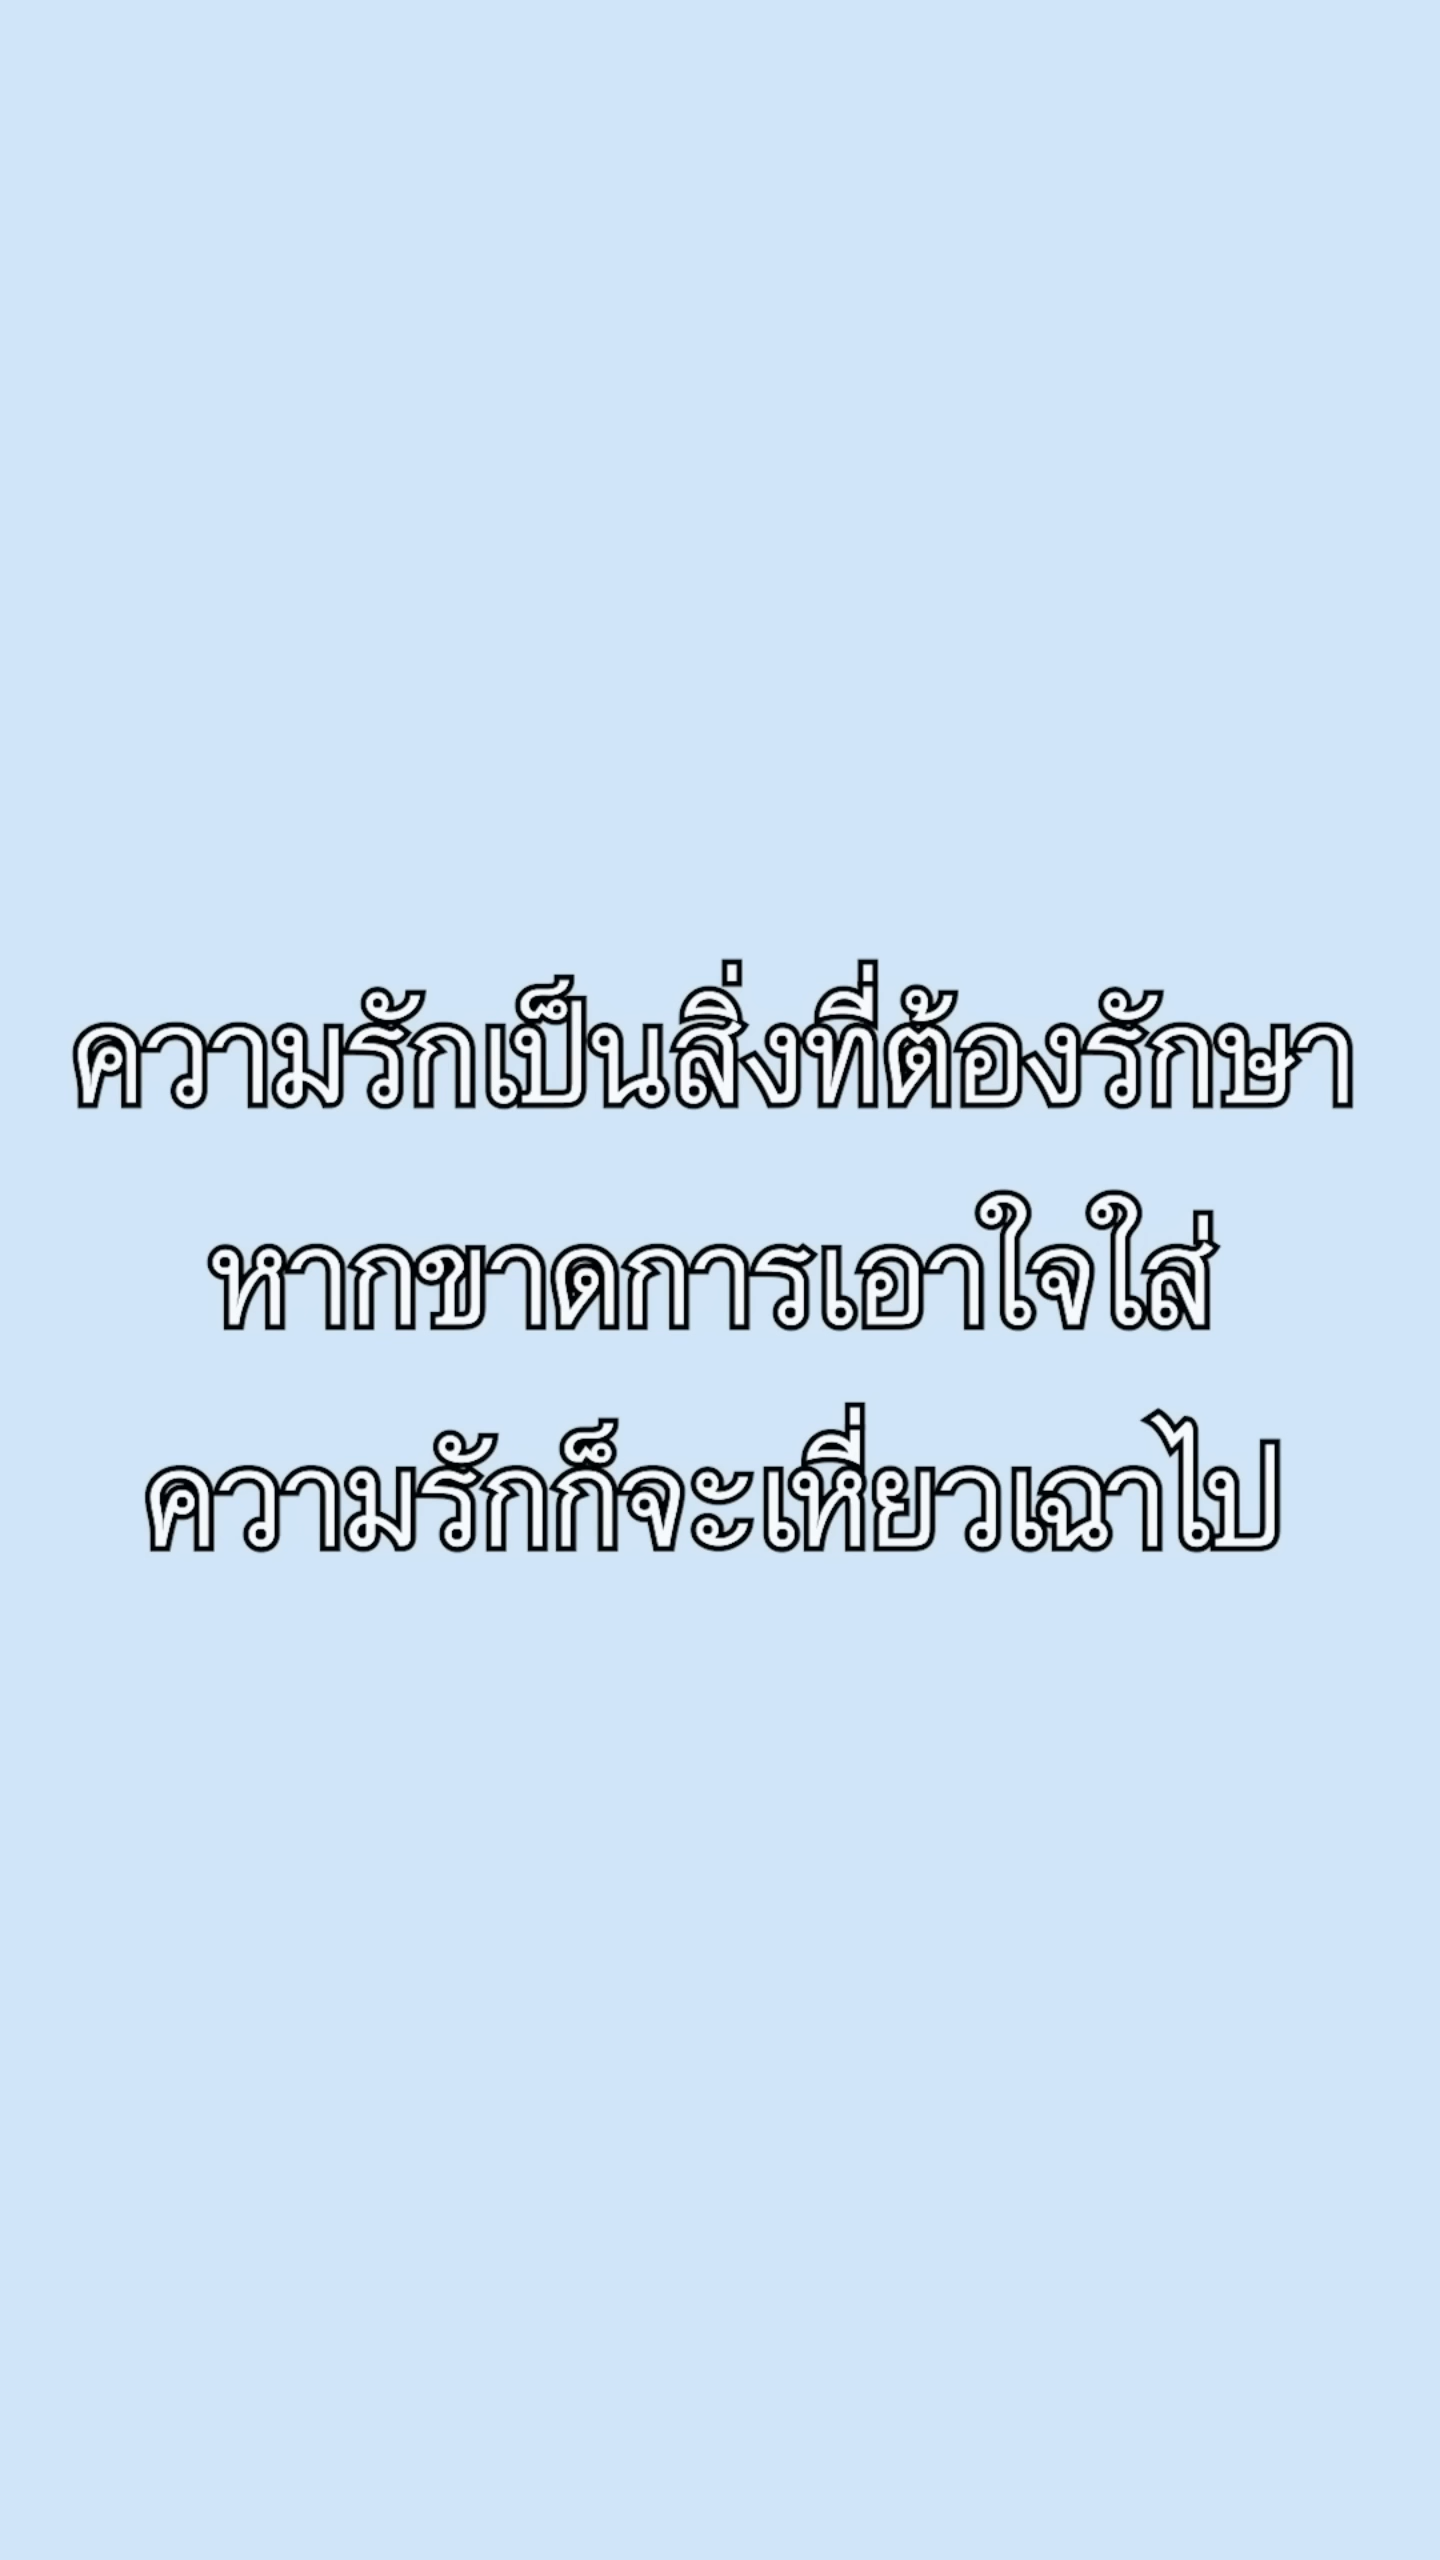 ความรักเป็นสิ่งที่ต้องรักษา
หากขาดการเอาใจใส่
ความรักก็จะเหี่ยวเฉาไป